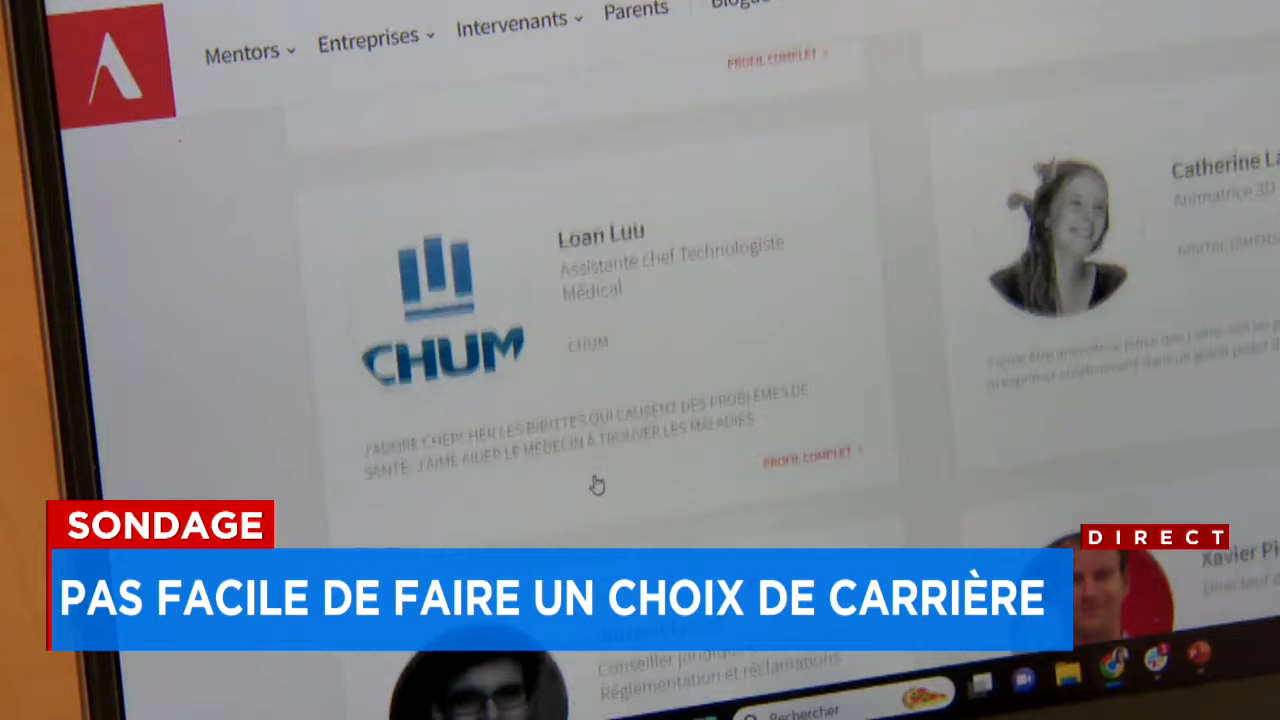 Mentors Entreprises Intervenants Parents
PROFIL COMPLET
Loan Luu
Assistante chef Technologiste
Médical
CHUM
CHUM
J'ADORE CHERCHER LES BIBITTES QUI CAUSENT DES PROBLÈMES DE
SANTÉ. J'AIME AIDER LE MÉDECIN À TROUVER LES MALADIES
PROFIL COMPLET
Catherine
Animatrice 3D
SONDAGE
DIRECT
PAS FACILE DE FAIRE UN CHOIX DE CARRIÈRE
Xavier
Conseiller juridique
Réglementation et réclamations
Rechercher